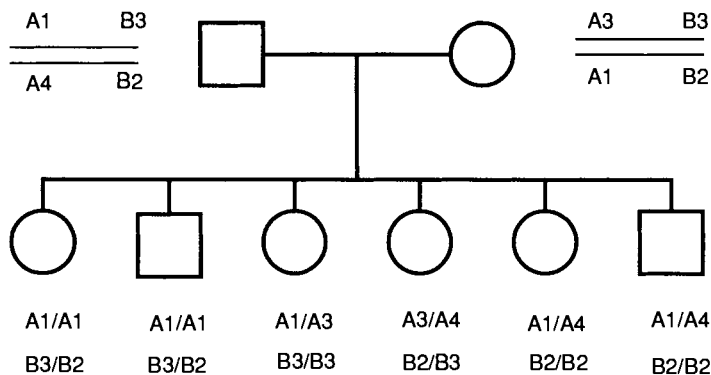 A1 B3
A4 B2
A3 B3
A1 B2
A1/A1 A1/A1 A1/A3 A3/A4 A1/A4 A1/A4
B3/B2 B3/B2 B3/B3 B2/B3 B2/B2 B2/B2